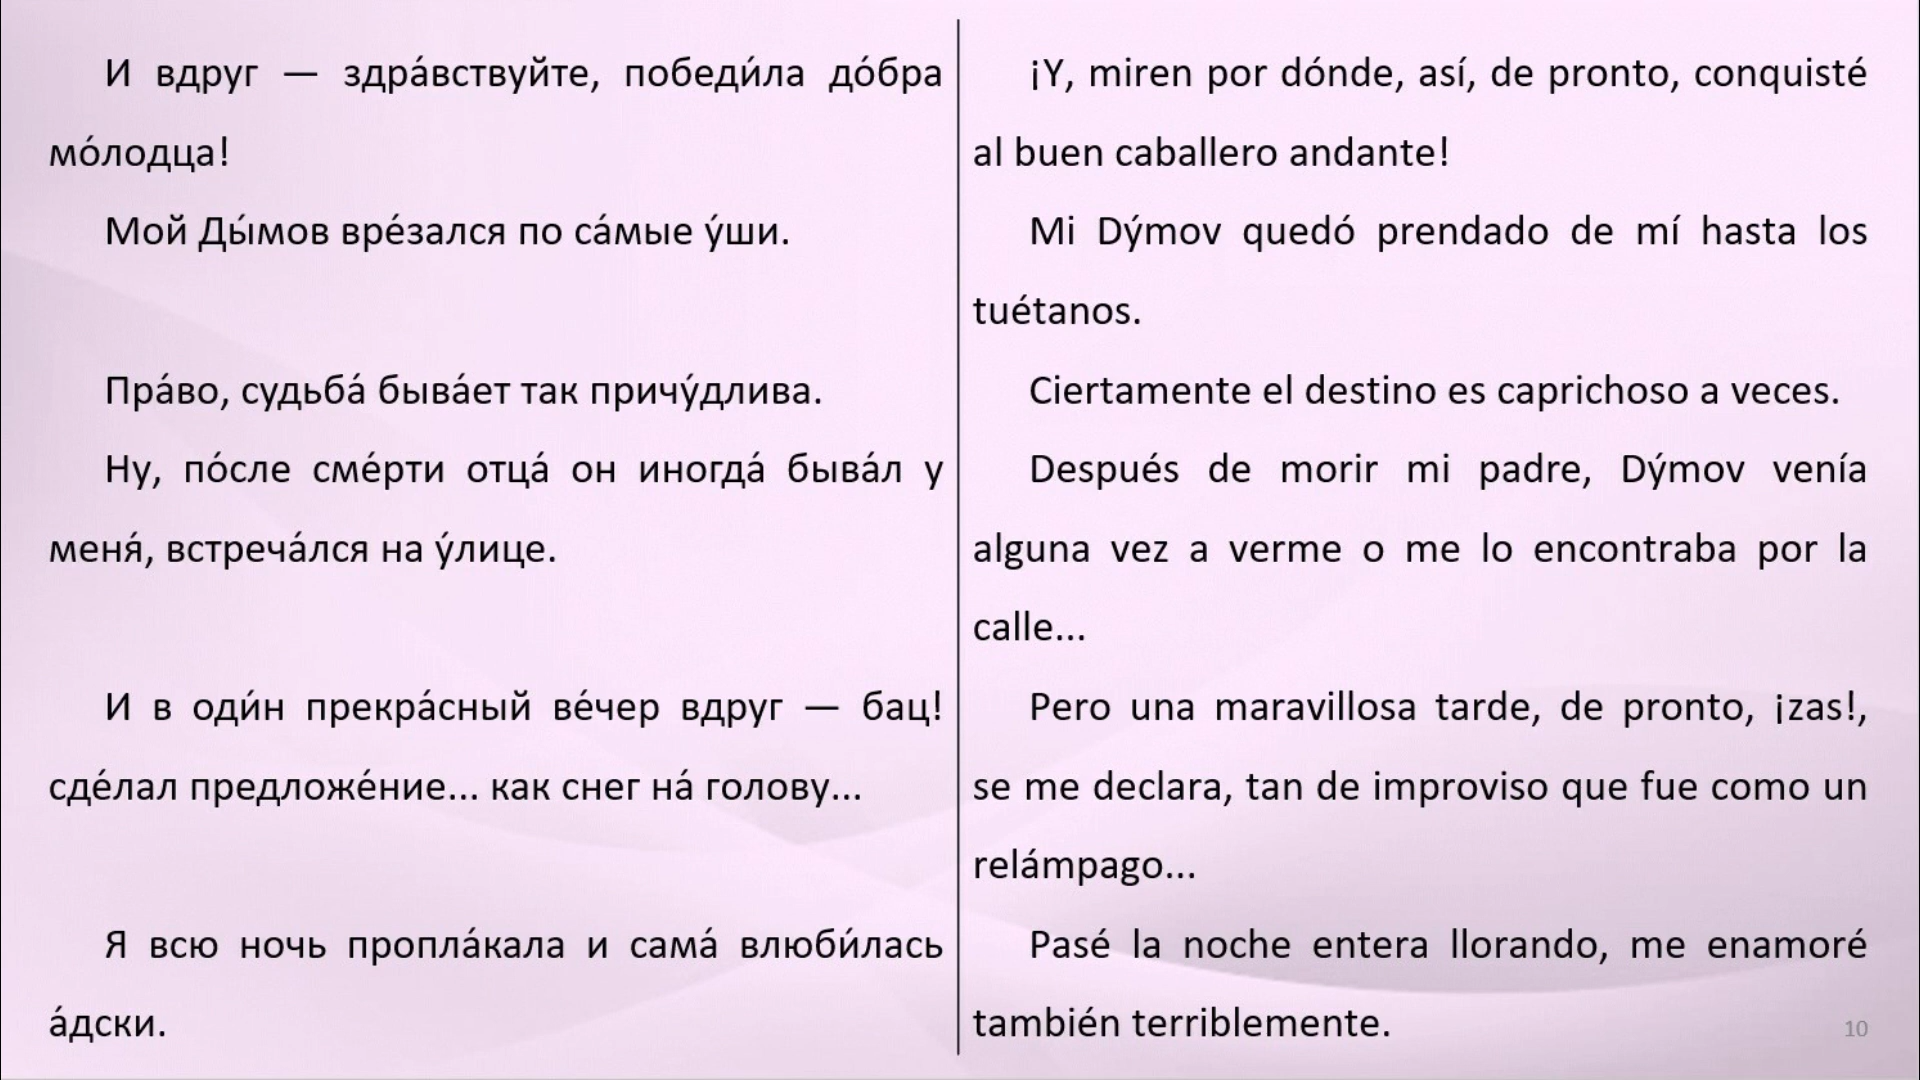 И вдруг — здра́вствуйте, победи́ла до́бра
мо́лодца!
Мой Ды́мов вре́зался по са́мые у́ши.
Пра́во, судьба́ быва́ет так причу́длива.
Ну, по́сле сме́рти отца́ он иногда́ быва́л у
меня́, встреча́лся на у́лице.
И в оди́н прекра́сный ве́чер вдруг — бац!
сде́лал предложе́ние... как снег на́ голову...
Я всю ночь пропла́кала и сама́ влюби́лась
а́дски.
¡Y, miren por dónde, así, de pronto, conquisté
al buen caballero andante!
Mi Dýmov quedó prendado de mí hasta los
tuétanos.
Ciertamente el destino es caprichoso a veces.
Después de morir mi padre, Dýmov venía
alguna vez a verme o me lo encontraba por la
calle...
Pero una maravillosa tarde, de pronto, ¡zas!,
se me declara, tan de improviso que fue como un
relámpago...
Pasé la noche entera llorando, me enamoré
también terriblemente.
10